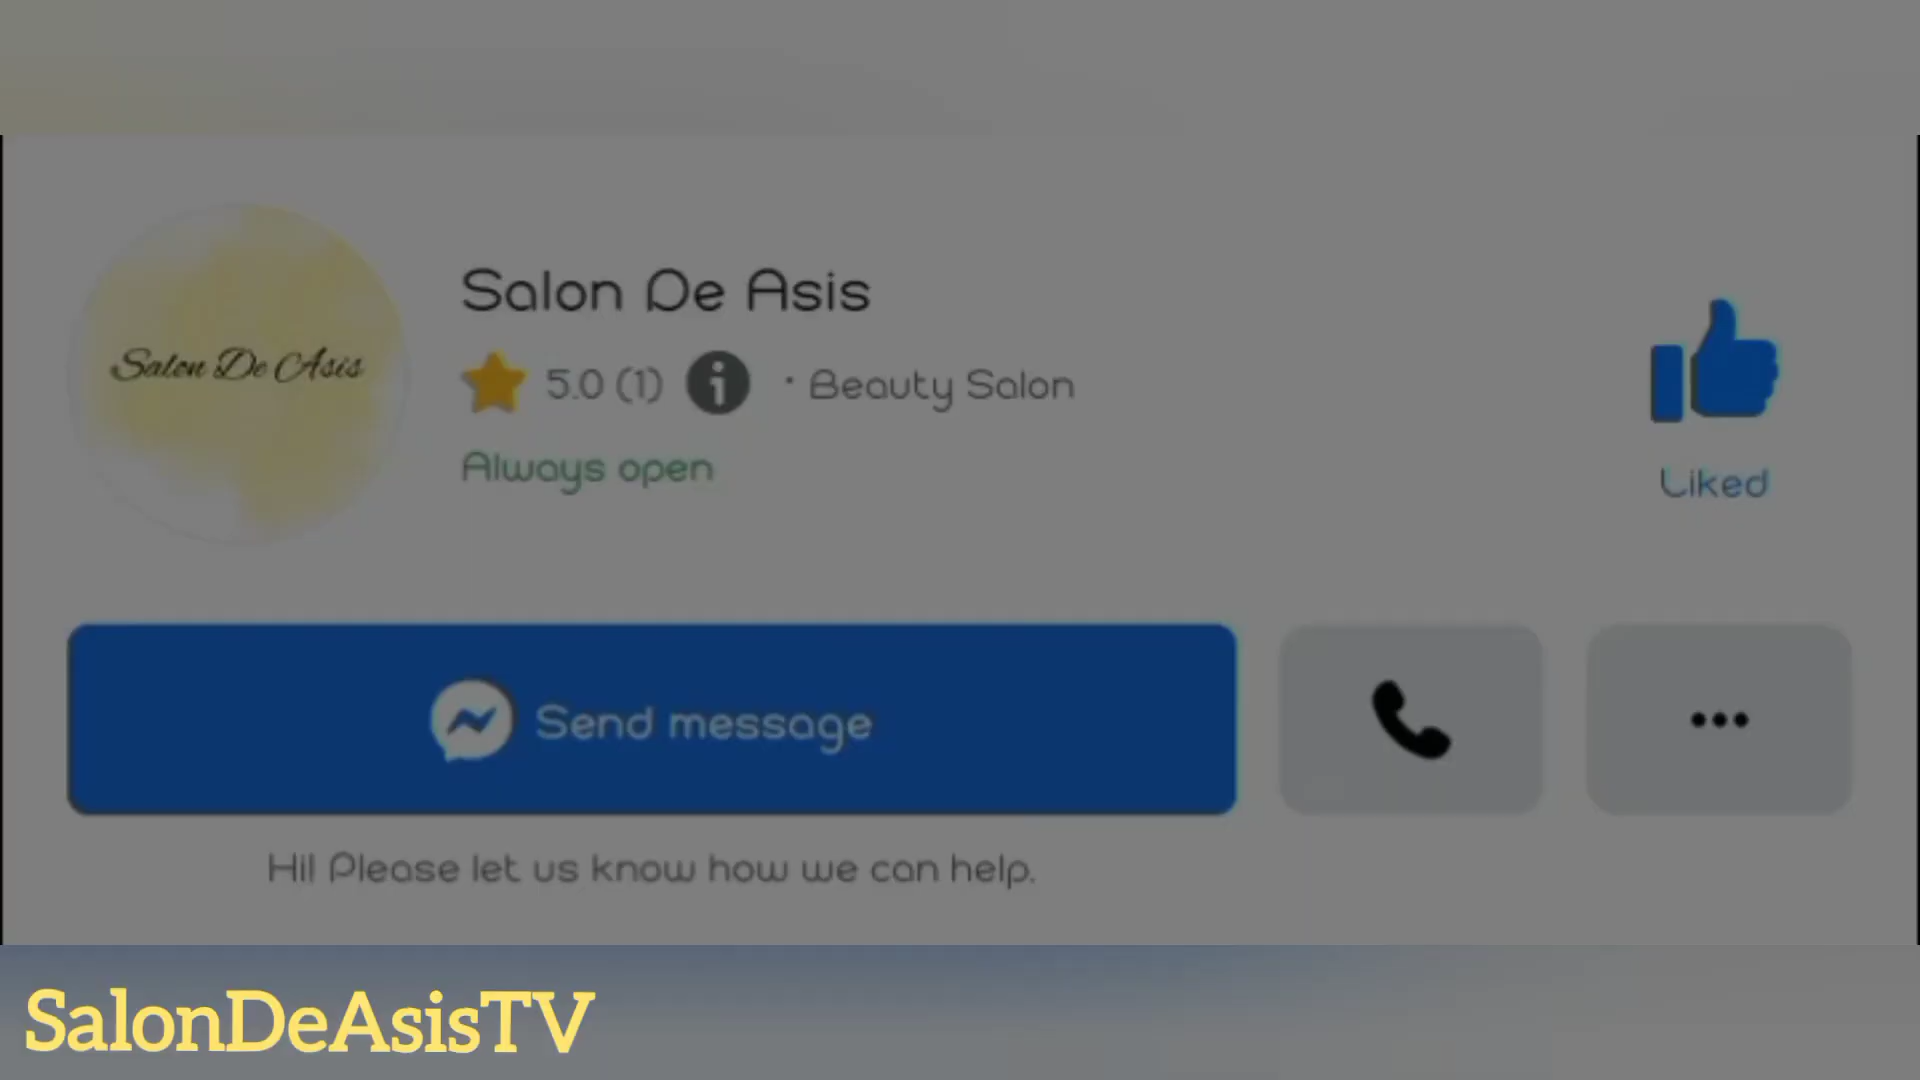 Salon De Asis
Salon De Asis
5.0 (1) · Beauty Salon
Always open
Liked
Send message
Hi! Please let us know how we can help.
SalonDeAsisTV